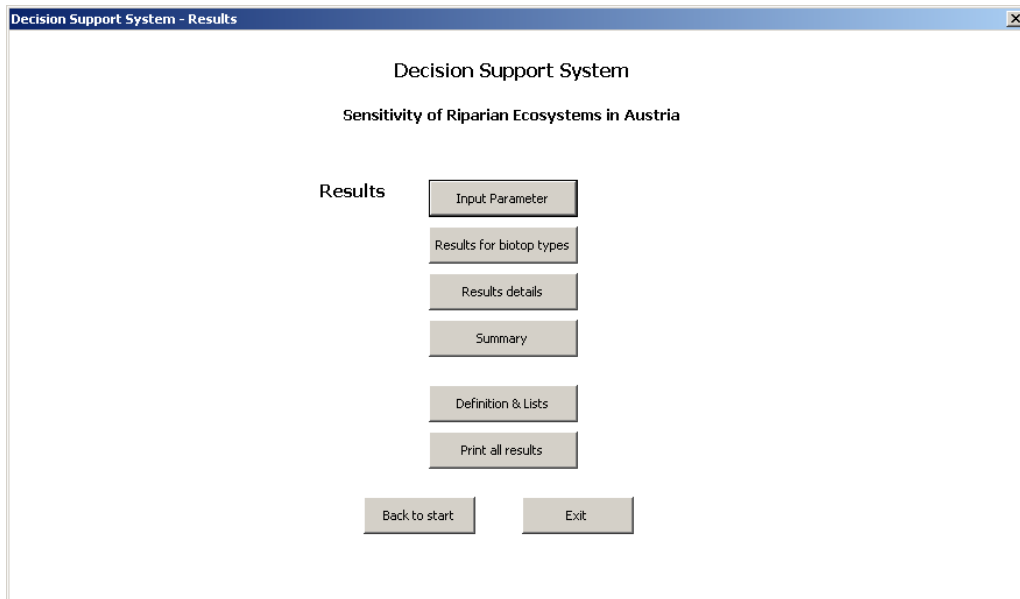 Decision Support System - Results
Decision Support System
Sensitivity of Riparian Ecosystems in Austria
Results
Input Parameter
Results for biotop types
Results details
Summary
Definition & Lists
Print all results
Back to start
Exit